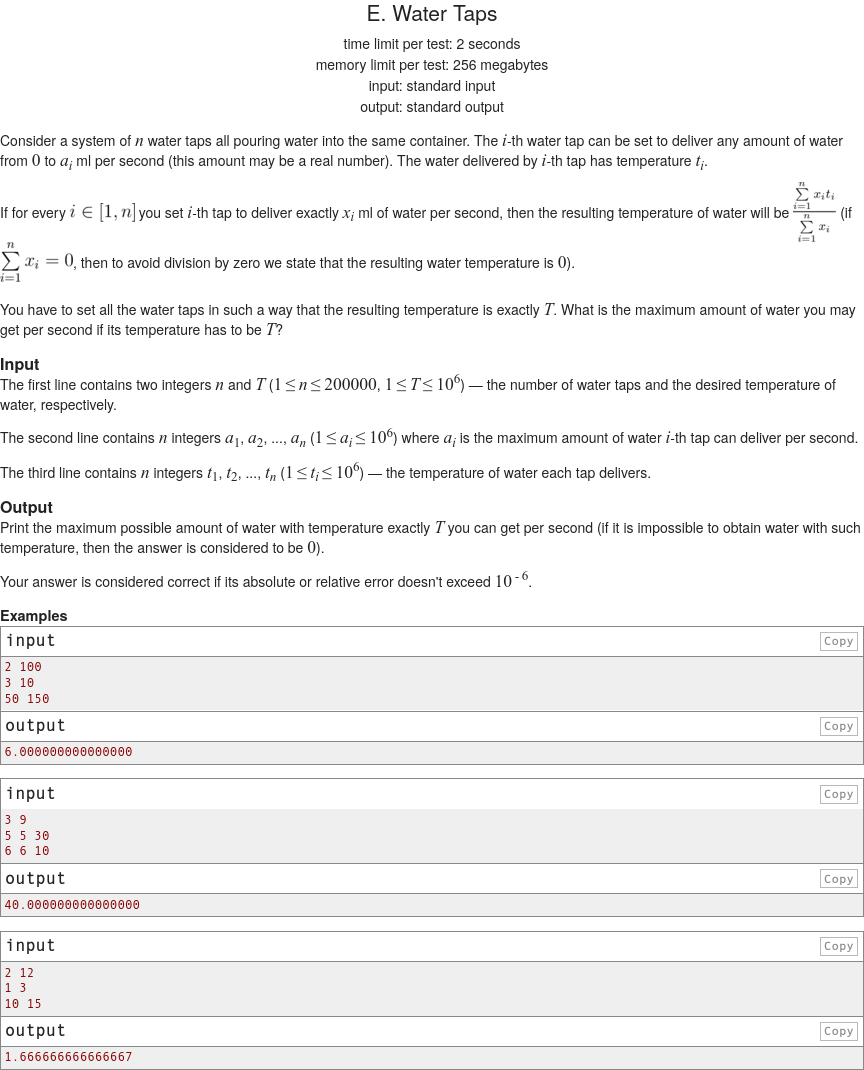 E. Water Taps
time limit per test: 2 seconds
memory limit per test: 256 megabytes
input: standard input
output: standard output
Consider a system of n water taps all pouring water into the same container. The i-th water tap can be set to deliver any amount of water
from 0 to a_i ml per second (this amount may be a real number). The water delivered by i-th tap has temperature t_i.
If for every i ∈ [1, n] you set i-th tap to deliver exactly x_i ml of water per second, then the resulting temperature of water will be \frac{\sum_{i=1}^{n} x_i t_i}{\sum_{i=1}^{n} x_i} (if
\sum_{i=1}^{n} x_i = 0, then to avoid division by zero we state that the resulting water temperature is 0).
You have to set all the water taps in such a way that the resulting temperature is exactly T. What is the maximum amount of water you may
get per second if its temperature has to be T?
Input
The first line contains two integers n and T (1 ≤ n ≤ 200000, 1 ≤ T ≤ 10^6) — the number of water taps and the desired temperature of
water, respectively.
The second line contains n integers a_1, a_2, ..., a_n (1 ≤ a_i ≤ 10^6) where a_i is the maximum amount of water i-th tap can deliver per second.
The third line contains n integers t_1, t_2, ..., t_n (1 ≤ t_i ≤ 10^6) — the temperature of water each tap delivers.
Output
Print the maximum possible amount of water with temperature exactly T you can get per second (if it is impossible to obtain water with such
temperature, then the answer is considered to be 0).
Your answer is considered correct if its absolute or relative error doesn't exceed 10^{-6}.
Examples
input Copy
2 100
3 10
50 150
output Copy
6.000000000000000
input Copy
3 9
5 5 30
6 6 10
output Copy
40.000000000000000
input Copy
2 12
1 3
10 15
output Copy
1.666666666666667